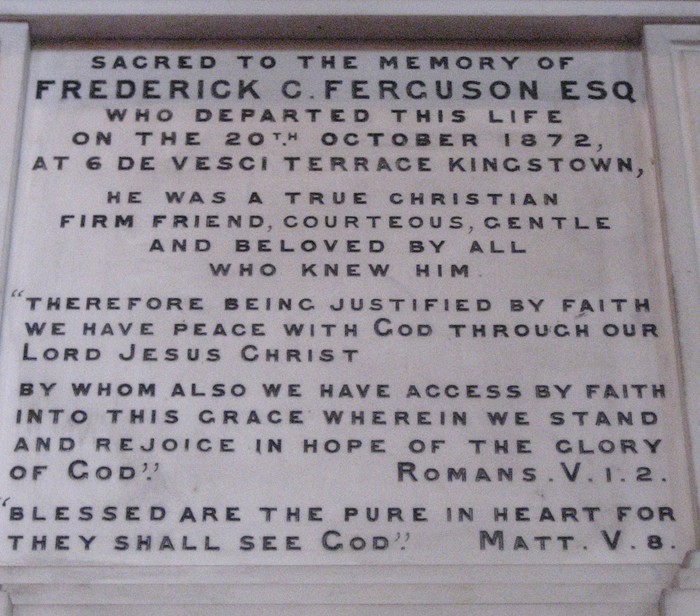 SACRED TO THE MEMORY OF
FREDERICK C. FERGUSON ESQ
WHO DEPARTED THIS LIFE
ON THE 20TH OCTOBER 1872,
AT 6 DE VESCI TERRACE KINGSTOWN,
HE WAS A TRUE CHRISTIAN
FIRM FRIEND, COURTEOUS, GENTLE
AND BELOVED BY ALL
WHO KNEW HIM
“THEREFORE BEING JUSTIFIED BY FAITH
WE HAVE PEACE WITH GOD THROUGH OUR
LORD JESUS CHRIST
BY WHOM ALSO WE HAVE ACCESS BY FAITH
INTO THIS GRACE WHEREIN WE STAND
AND REJOICE IN HOPE OF THE GLORY
OF GOD”. ROMANS. V. 1. 2.
“BLESSED ARE THE PURE IN HEART FOR
THEY SHALL SEE GOD”. MATT. V. 8.